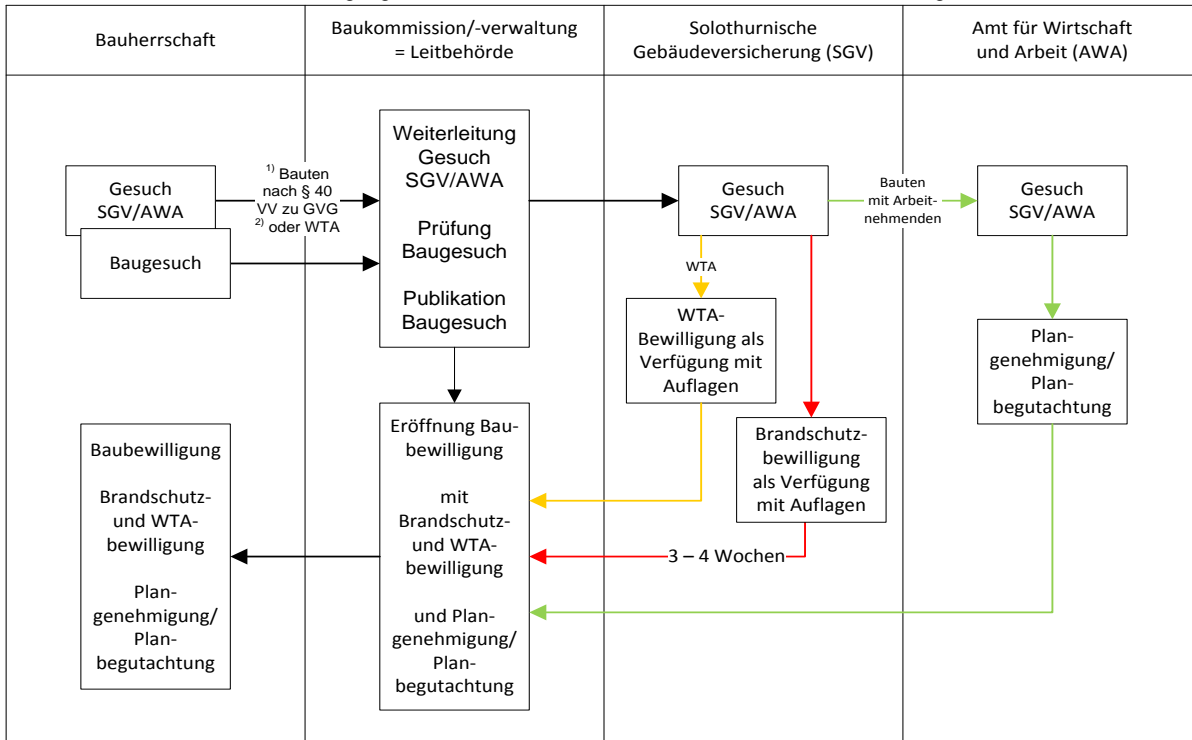 Bauherrschaft
Baukommission/-verwaltung
= Leitbehörde
Solothurnische
Gebäudeversicherung (SGV)
Amt für Wirtschaft
und Arbeit (AWA)
Gesuch
SGV/AWA
Baugesuch
1) Bauten
nach § 40
VV zu GVG
2) oder WTA
Weiterleitung
Gesuch
SGV/AWA
Prüfung
Baugesuch
Publikation
Baugesuch
Gesuch
SGV/AWA
Bauten
mit Arbeit-
nehmenden
Gesuch
SGV/AWA
WTA
WTA-
Bewilligung als
Verfügung mit
Auflagen
Brandschutz-
bewilligung
als Verfügung
mit Auflagen
Plan-
genehmigung/
Plan-
begutachtung
3 – 4 Wochen
Eröffnung Bau-
bewilligung
mit
Brandschutz-
und WTA-
bewilligung
und Plan-
genehmigung/
Plan-
begutachtung
Baubewilligung
Brandschutz-
und WTA-
bewilligung
Plan-
genehmigung/
Plan-
begutachtung